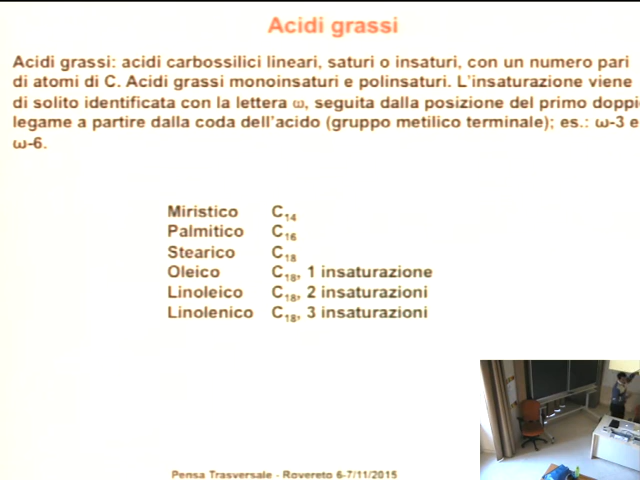 Acidi grassi
Acidi grassi: acidi carbossilici lineari, saturi o insaturi, con un numero pari
di atomi di C. Acidi grassi monoinsaturi e polinsaturi. L'insaturazione viene
di solito identificata con la lettera ω, seguita dalla posizione del primo doppi
legame a partire dalla coda dell'acido (gruppo metilico terminale); es.: ω-3 e
ω-6.
Miristico C₁₄
Palmitico C₁₆
Stearico C₁₈
Oleico C₁₈, 1 insaturazione
Linoleico C₁₈, 2 insaturazioni
Linolenico C₁₈, 3 insaturazioni
Pensa Trasversale - Rovereto 6-7/11/2015